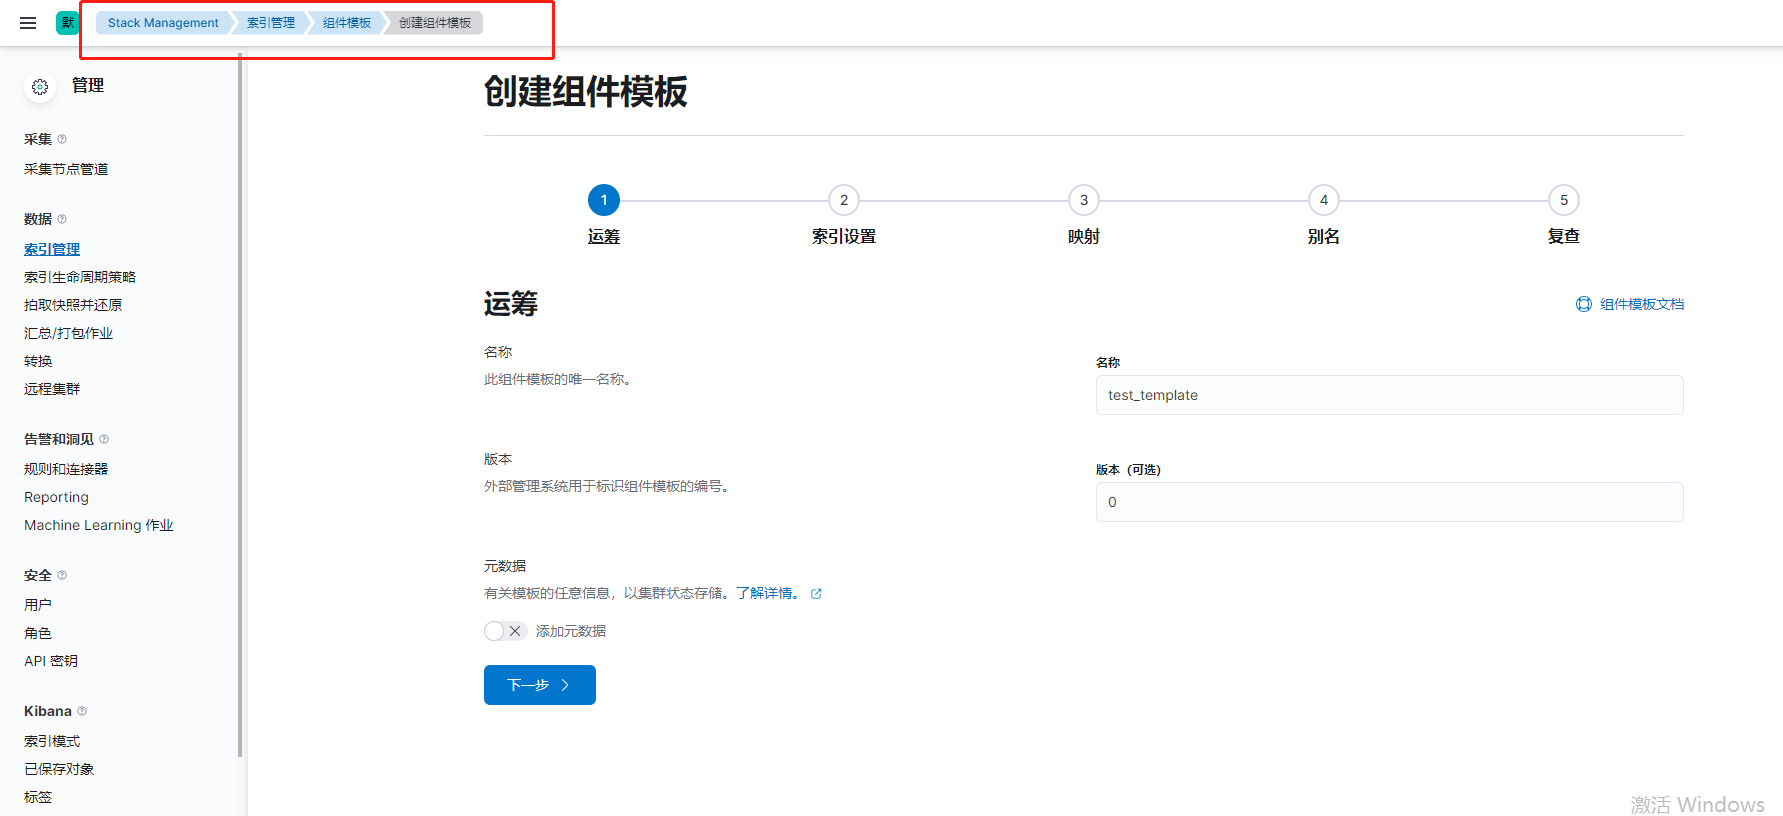 默 Stack Management 索引管理 组件模板 创建组件模板
管理
采集
采集节点管道
数据
索引管理
索引生命周期策略
拍取快照并还原
汇总/打包作业
转换
远程集群
告警和洞见
规则和连接器
Reporting
Machine Learning 作业
安全
用户
角色
API 密钥
Kibana
索引模式
已保存对象
标签
创建组件模板
1 2 3 4 5
运筹 索引设置 映射 别名 复查
运筹
组件模板文档
名称
此组件模板的唯一名称。
名称
test_template
版本
外部管理系统用于标识组件模板的编号。
版本（可选）
0
元数据
有关模板的任意信息，以集群状态存储。了解详情。
添加元数据
下一步
激活 Windows